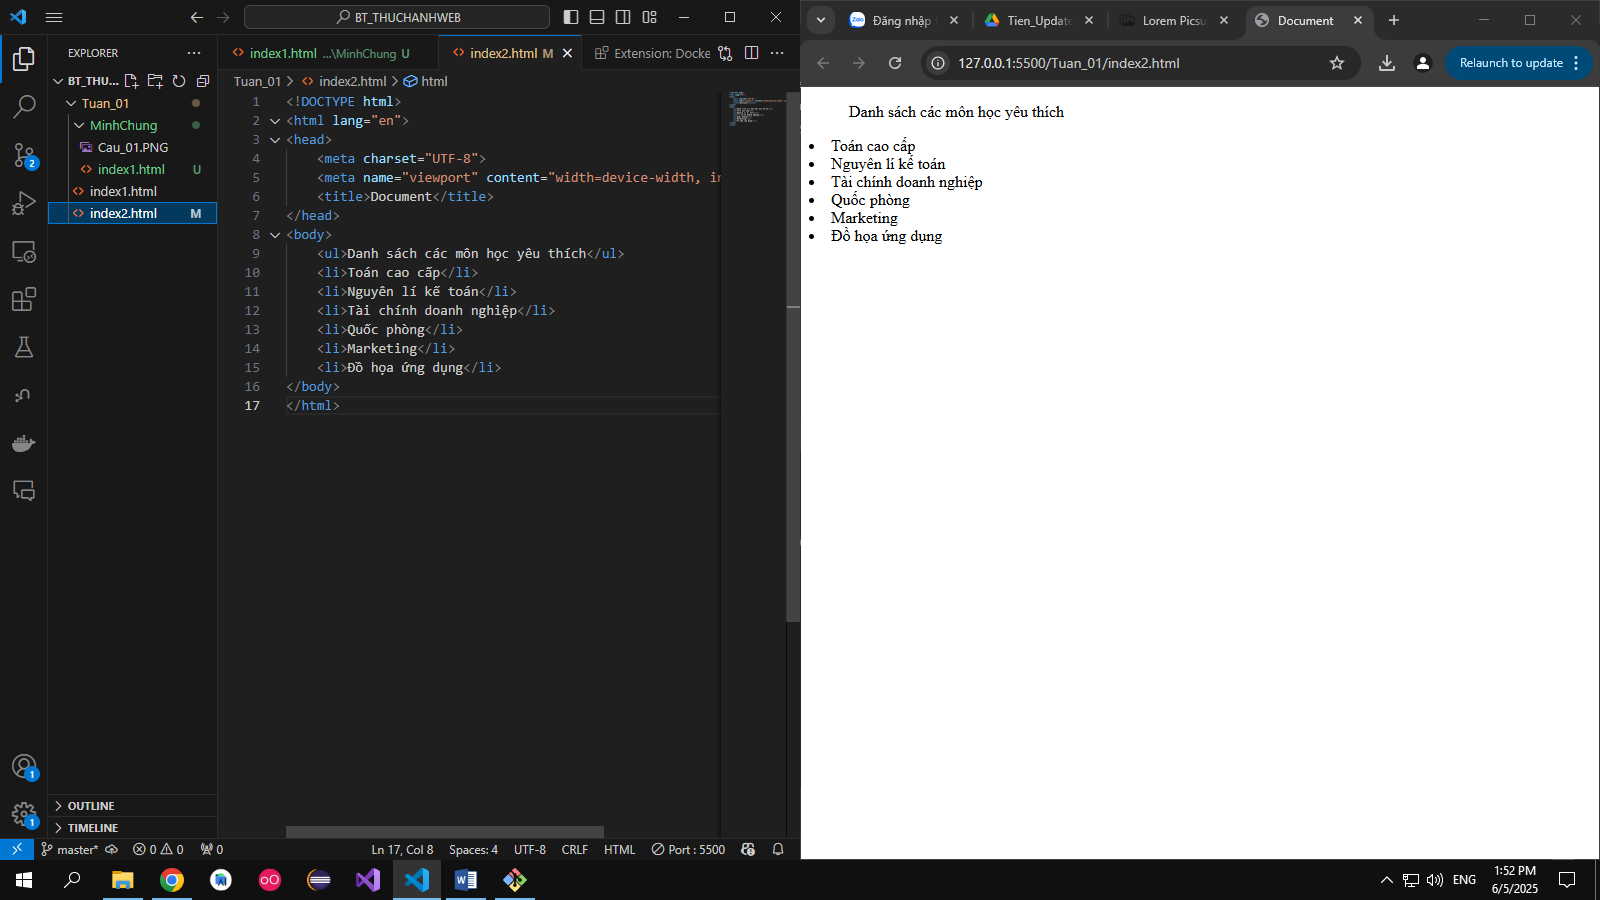 BT_THUCHANHWEB
EXPLORER
BT_THU...
Tuan_01
MinhChung
Cau_01.PNG
index1.html U
index1.html
index2.html M
OUTLINE
TIMELINE
index1.html ...\MinhChung U
index2.html M
Extension: Docke
Tuan_01 > index2.html > html
1 <!DOCTYPE html>
2 <html lang="en">
3 <head>
4 <meta charset="UTF-8">
5 <meta name="viewport" content="width=device-width, in
6 <title>Document</title>
7 </head>
8 <body>
9 <ul>Danh sách các môn học yêu thích</ul>
10 <li>Toán cao cấp</li>
11 <li>Nguyên lí kế toán</li>
12 <li>Tài chính doanh nghiệp</li>
13 <li>Quốc phòng</li>
14 <li>Marketing</li>
15 <li>Đồ họa ứng dụng</li>
16 </body>
17 </html>
2
1
1
master* 0 0 0 Ln 17, Col 8 Spaces: 4 UTF-8 CRLF HTML Port : 5500
Zalo Đăng nhập
Tien_Update
Lorem Picsu
Document
127.0.0.1:5500/Tuan_01/index2.html
Relaunch to update
Danh sách các môn học yêu thích
• Toán cao cấp
• Nguyên lí kế toán
• Tài chính doanh nghiệp
• Quốc phòng
• Marketing
• Đồ họa ứng dụng
ENG
1:52 PM
6/5/2025